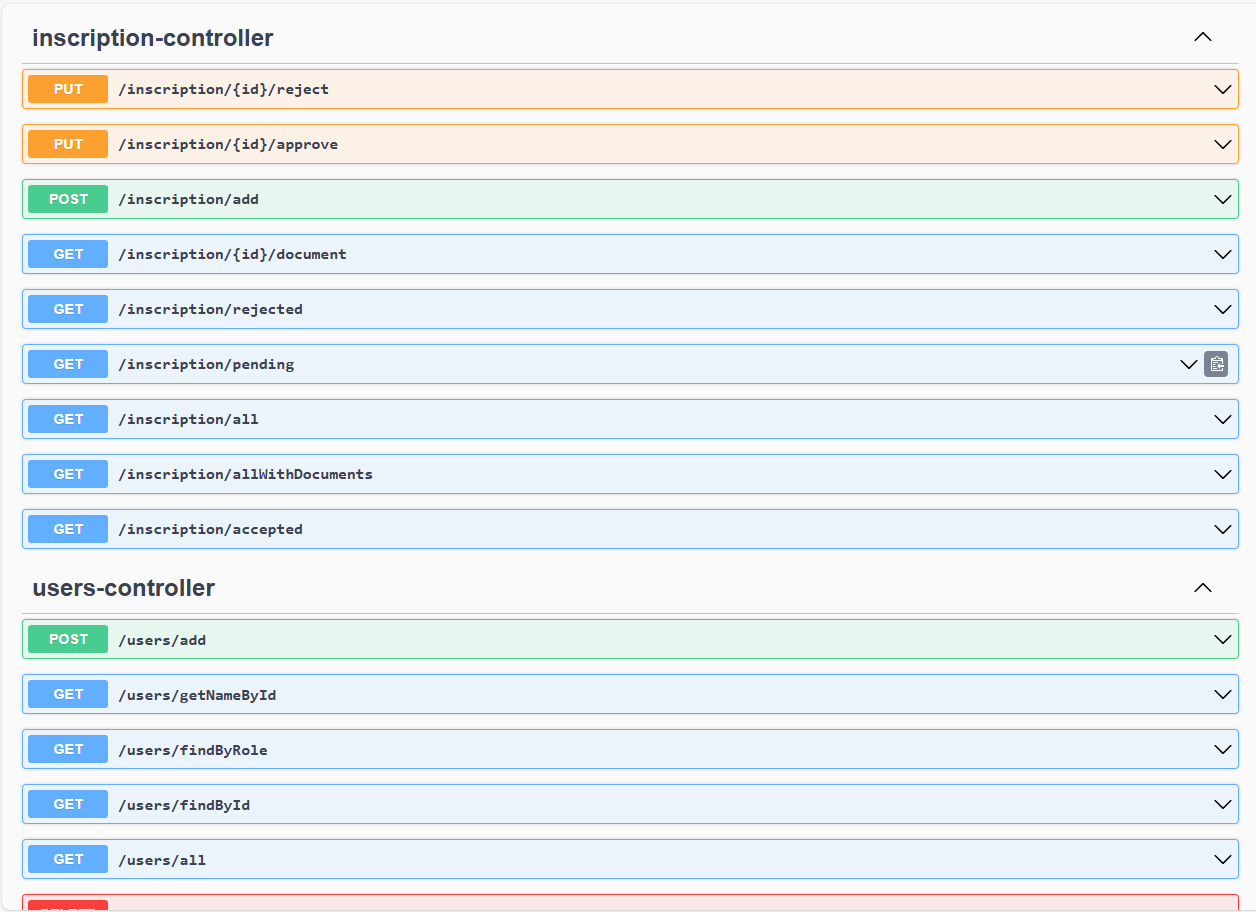 inscription-controller
PUT /inscription/{id}/reject
PUT /inscription/{id}/approve
POST /inscription/add
GET /inscription/{id}/document
GET /inscription/rejected
GET /inscription/pending
GET /inscription/all
GET /inscription/allWithDocuments
GET /inscription/accepted
users-controller
POST /users/add
GET /users/getNameById
GET /users/findByRole
GET /users/findById
GET /users/all